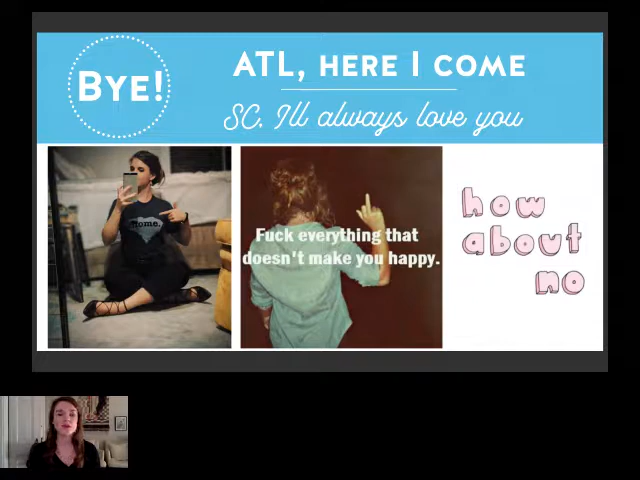 BYE!
ATL, HERE I COME
SC, I'll always love you
home.
Fuck everything that
doesn't make you happy.
how
about
no